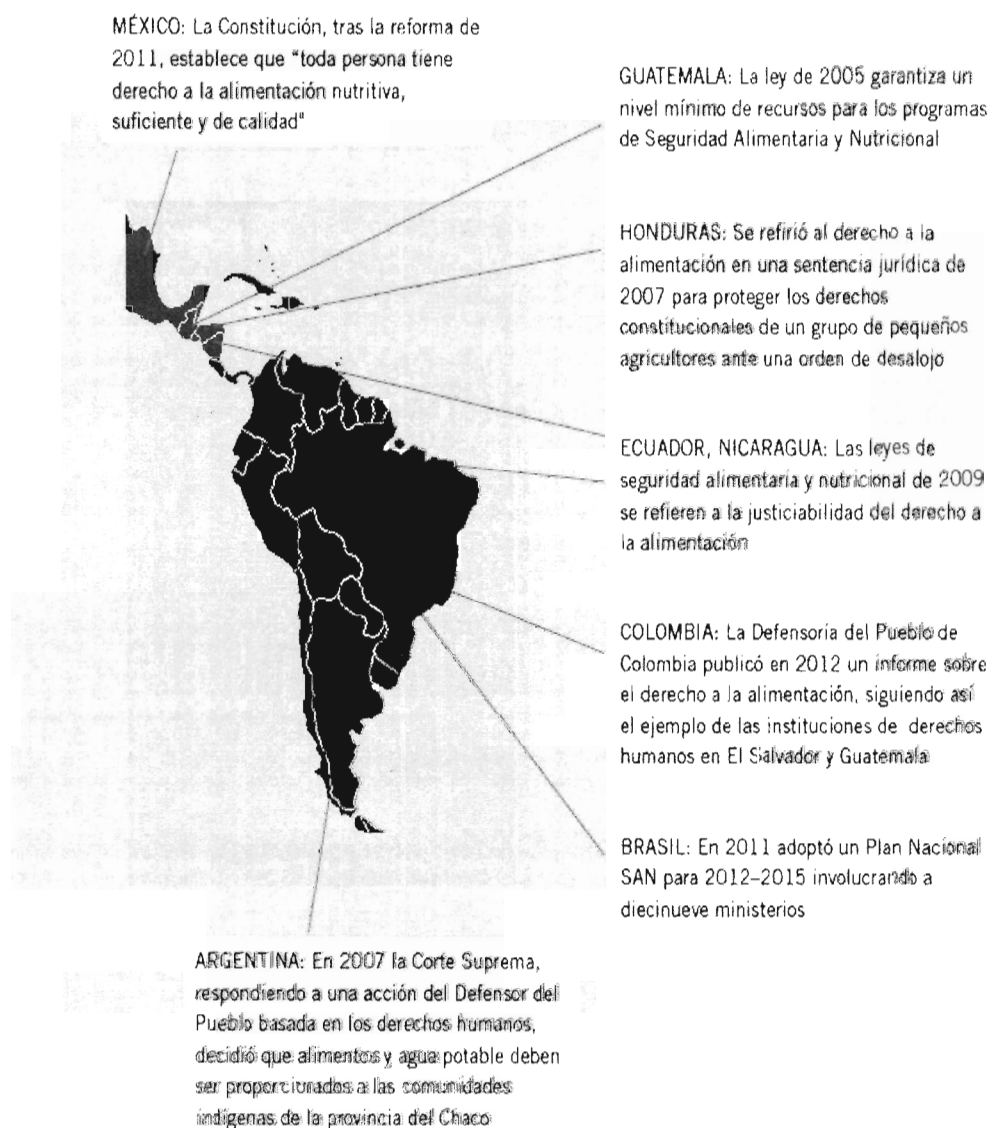 MÉXICO: La Constitución, tras la reforma de
2011, establece que "toda persona tiene
derecho a la alimentación nutritiva,
suficiente y de calidad"
GUATEMALA: La ley de 2005 garantiza un
nivel mínimo de recursos para los programas
de Seguridad Alimentaria y Nutricional
HONDURAS: Se refirió al derecho a la
alimentación en una sentencia jurídica de
2007 para proteger los derechos
constitucionales de un grupo de pequeños
agricultores ante una orden de desalojo
ECUADOR, NICARAGUA: Las leyes de
seguridad alimentaria y nutricional de 2009
se refieren a la justiciabilidad del derecho a
la alimentación
COLOMBIA: La Defensoría del Pueblo de
Colombia publicó en 2012 un informe sobre
el derecho a la alimentación, siguiendo así
el ejemplo de las instituciones de derechos
humanos en El Salvador y Guatemala
BRASIL: En 2011 adoptó un Plan Nacional
SAN para 2012–2015 involucrando a
diecinueve ministerios
ARGENTINA: En 2007 la Corte Suprema,
respondiendo a una acción del Defensor del
Pueblo basada en los derechos humanos,
decidió que alimentos y agua potable deben
ser proporcionados a las comunidades
indígenas de la provincia del Chaco